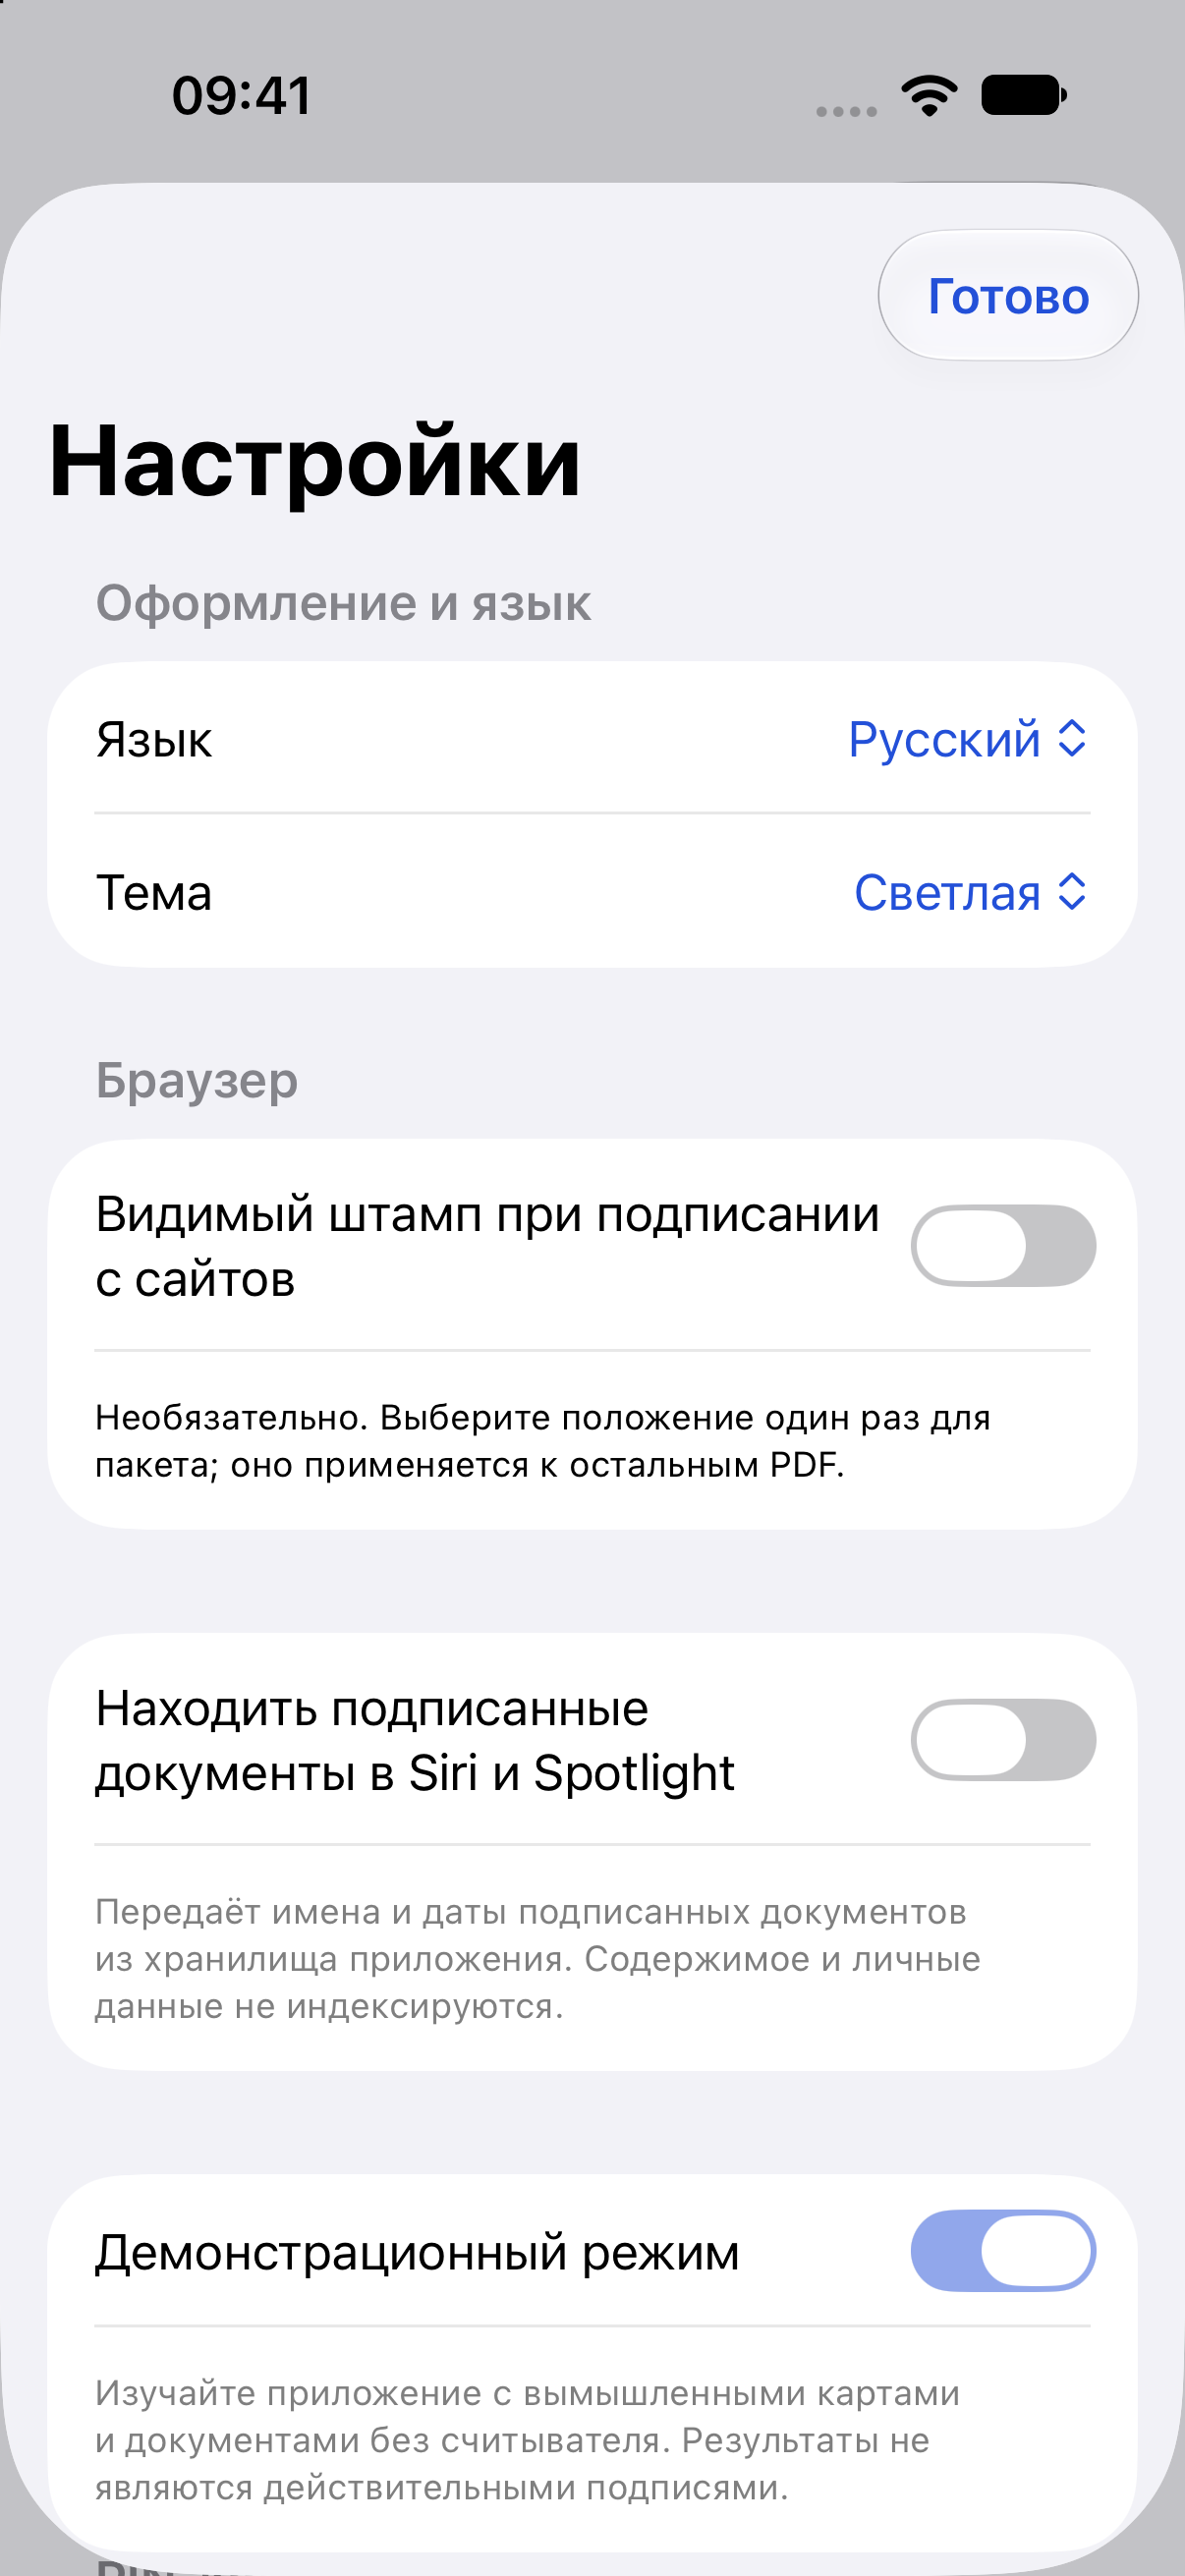 09:41
Готово
Настройки
Оформление и язык
Язык
Русский
Тема
Светлая
Браузер
Видимый штамп при подписании
с сайтов
Необязательно. Выберите положение один раз для
пакета; оно применяется к остальным PDF.
Находить подписанные
документы в Siri и Spotlight
Передаёт имена и даты подписанных документов
из хранилища приложения. Содержимое и личные
данные не индексируются.
Демонстрационный режим
Изучайте приложение с вымышленными картами
и документами без считывателя. Результаты не
являются действительными подписями.